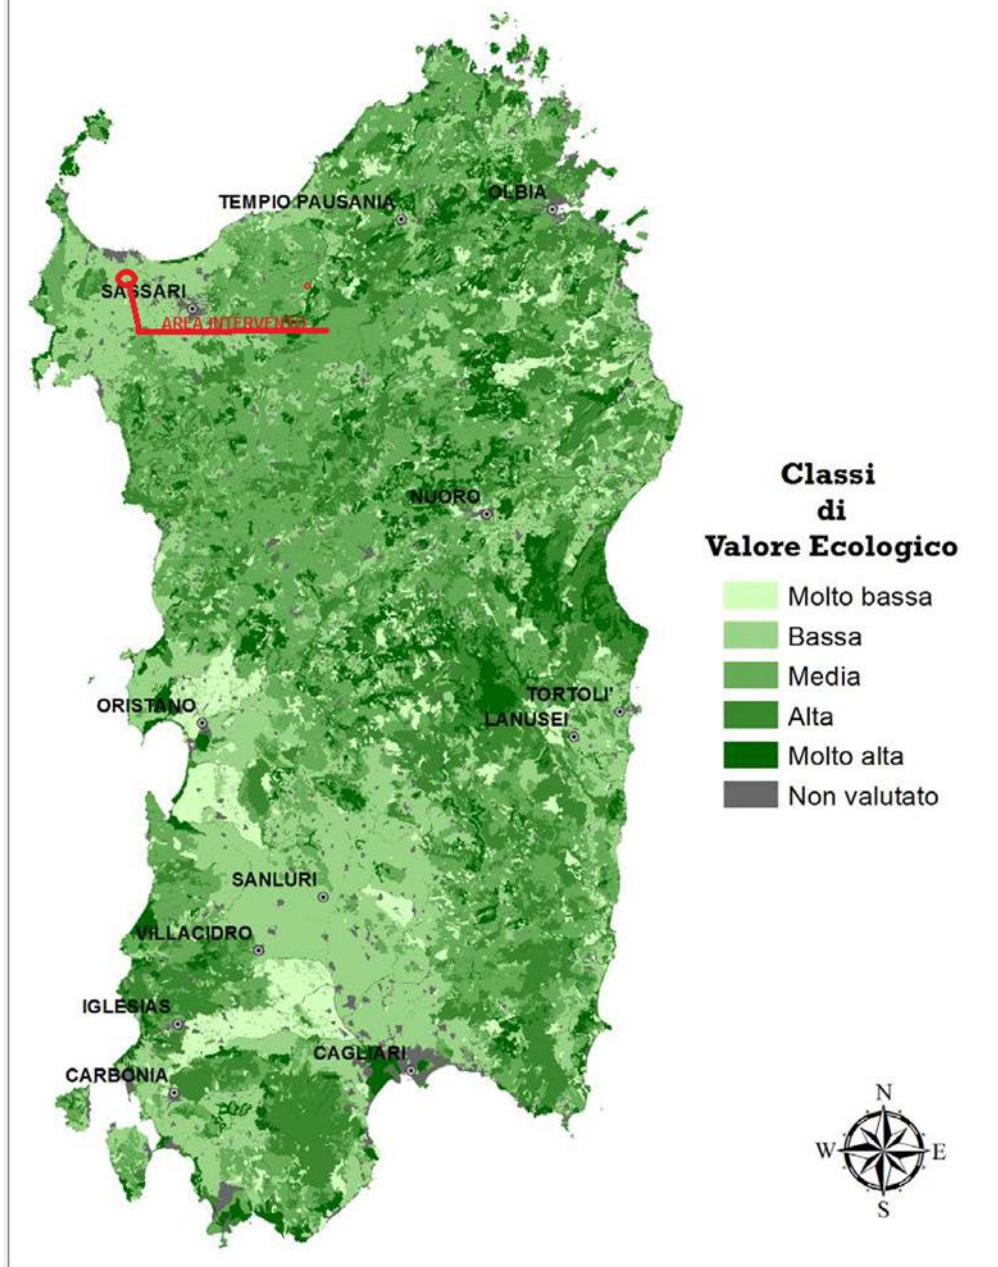 TEMPIO PAUSANIA
OLBIA
SASSARI
AREA INTERVENTO
NUORO
ORISTANO
TORTOLI'
LANUSEI
SANLURI
VILLACIDRO
IGLESIAS
CAGLIARI
CARBONIA
Classi
di
Valore Ecologico
Molto bassa
Bassa
Media
Alta
Molto alta
Non valutato
N
W
E
S